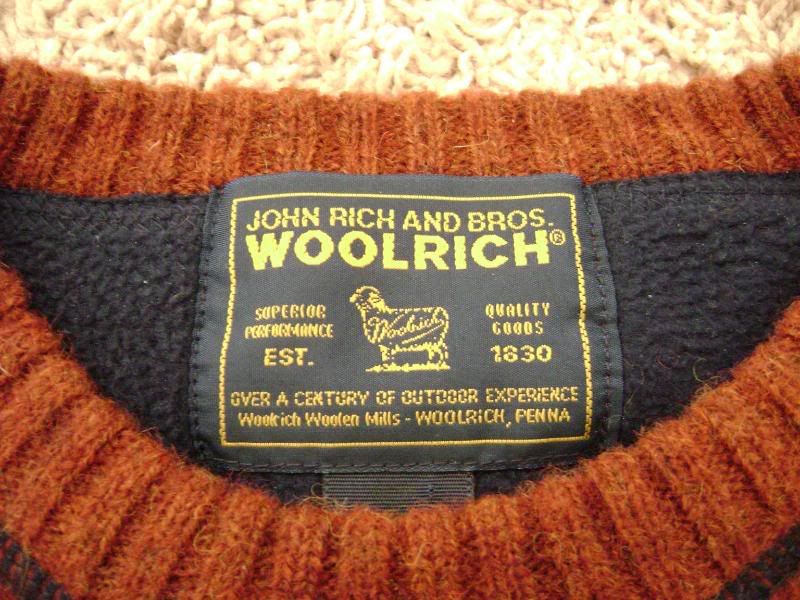 JOHN RICH AND BROS.
WOOLRICH®
SUPERIOR PERFORMANCE
EST.
Woolrich
QUALITY GOODS
1830
OVER A CENTURY OF OUTDOOR EXPERIENCE
Woolrich Woolen Mills - WOOLRICH, PENNA